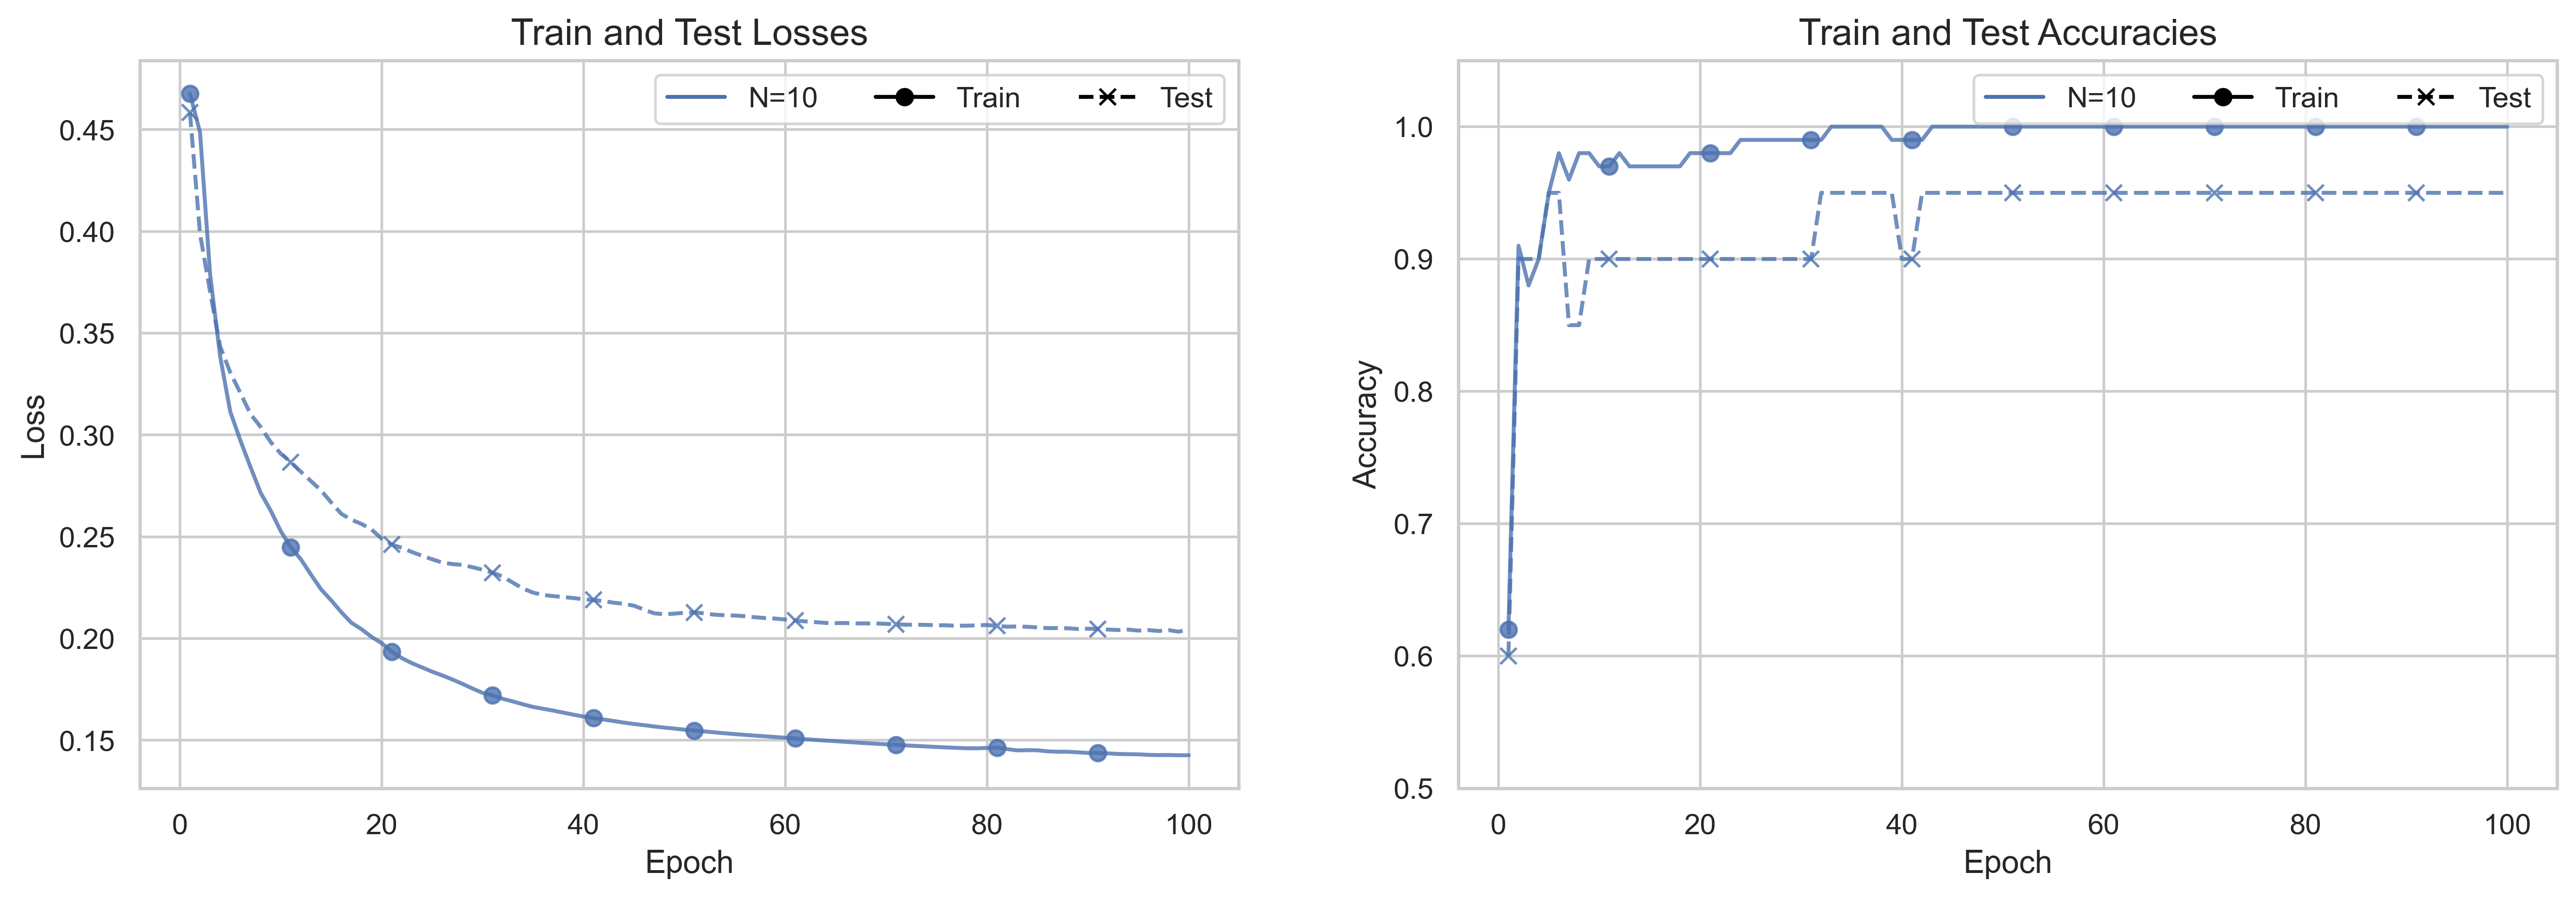 Train and Test Losses
N=10 Train Test
0.45
0.40
0.35
0.30
0.25
0.20
0.15
Loss
0 20 40 60 80 100
Epoch
Train and Test Accuracies
N=10 Train Test
1.0
0.9
0.8
0.7
0.6
0.5
Accuracy
0 20 40 60 80 100
Epoch